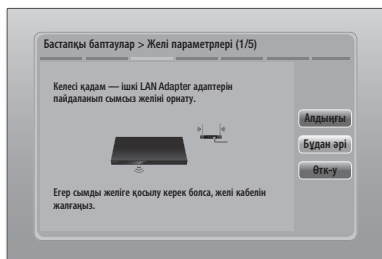 Бастапқы баптаулар > Желі параметрлері (1/5)
Келесі қадам — ішкі LAN Adapter адаптерін
пайдаланып сымсыз желіні орнату.
Алдыңғы
Бұдан әрі
Өтк-у
Егер сымды желіге қосылу керек болса, желі кабелін
жалғаңыз.